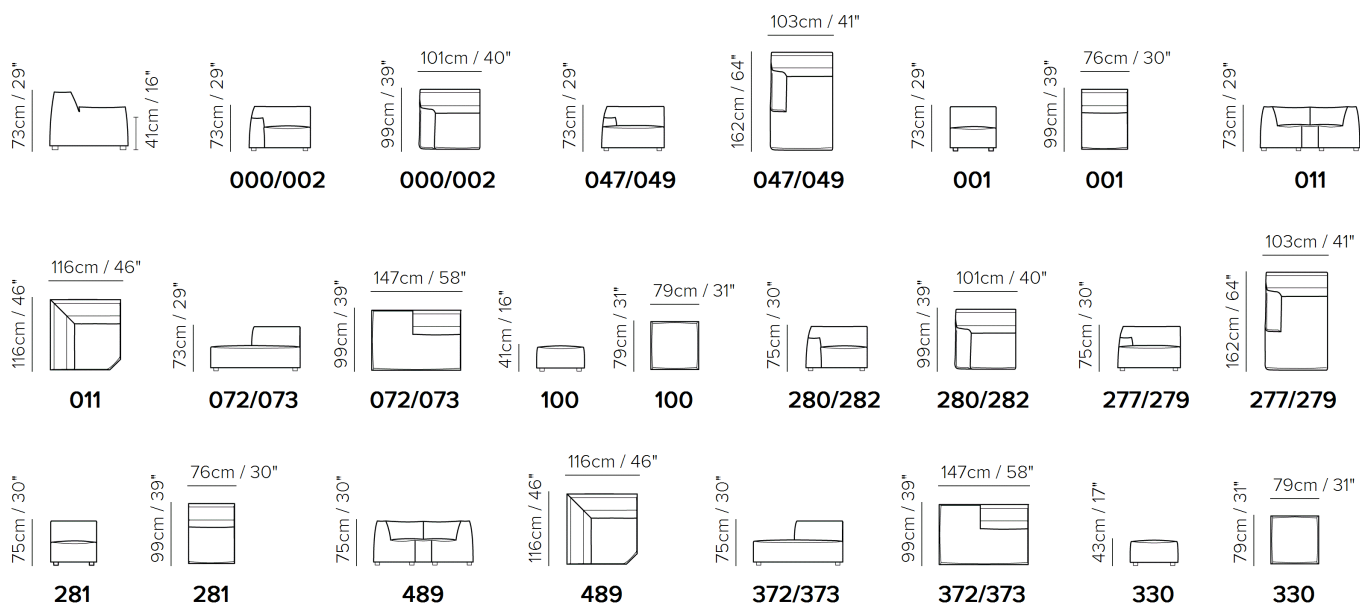 73cm / 29"
41cm / 16"
73cm / 29"
000/002
101cm / 40"
99cm / 39"
000/002
73cm / 29"
047/049
103cm / 41"
162cm / 64"
047/049
73cm / 29"
001
76cm / 30"
99cm / 39"
001
73cm / 29"
011
116cm / 46"
116cm / 46"
011
73cm / 29"
072/073
147cm / 58"
99cm / 39"
072/073
41cm / 16"
100
79cm / 31"
79cm / 31"
100
75cm / 30"
280/282
101cm / 40"
99cm / 39"
280/282
75cm / 30"
277/279
103cm / 41"
162cm / 64"
277/279
75cm / 30"
281
76cm / 30"
99cm / 39"
281
75cm / 30"
489
116cm / 46"
116cm / 46"
489
75cm / 30"
372/373
147cm / 58"
99cm / 39"
372/373
43cm / 17"
330
79cm / 31"
79cm / 31"
330